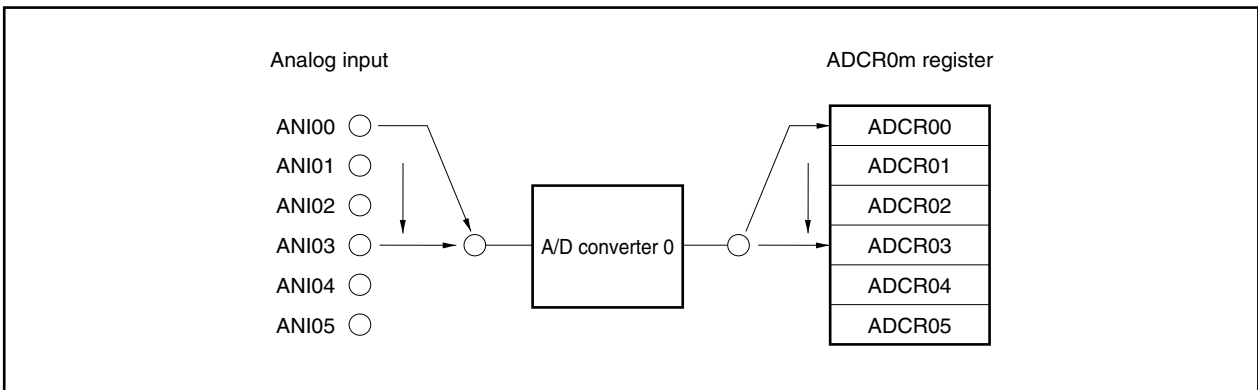 Analog input
ADCR0m register
ANI00
ADCR00
ANI01
ADCR01
ANI02
ADCR02
ANI03
A/D converter 0
ADCR03
ANI04
ADCR04
ANI05
ADCR05